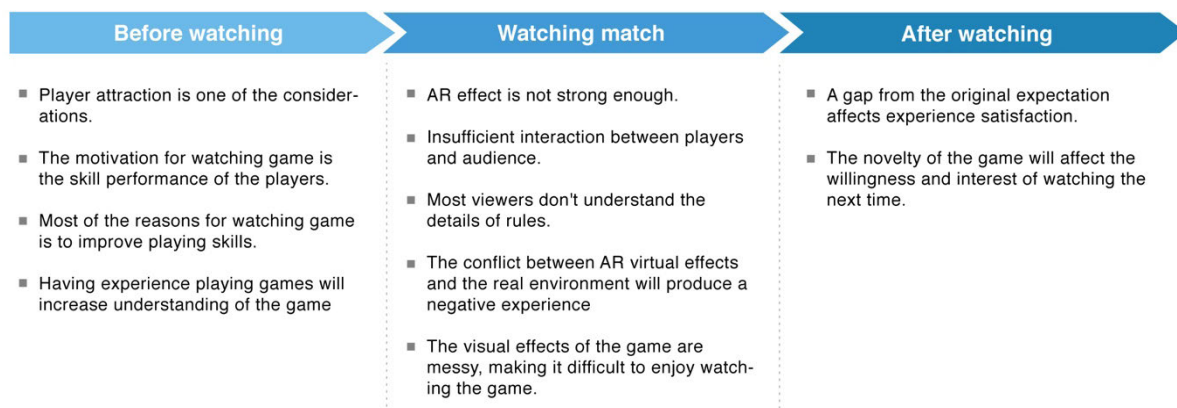 Before watching
Player attraction is one of the consider-
ations.
The motivation for watching game is
the skill performance of the players.
Most of the reasons for watching game
is to improve playing skills.
Having experience playing games will
increase understanding of the game
Watching match
AR effect is not strong enough.
Insufficient interaction between players
and audience.
Most viewers don't understand the
details of rules.
The conflict between AR virtual effects
and the real environment will produce a
negative experience
The visual effects of the game are
messy, making it difficult to enjoy watch-
ing the game.
After watching
A gap from the original expectation
affects experience satisfaction.
The novelty of the game will affect the
willingness and interest of watching the
next time.